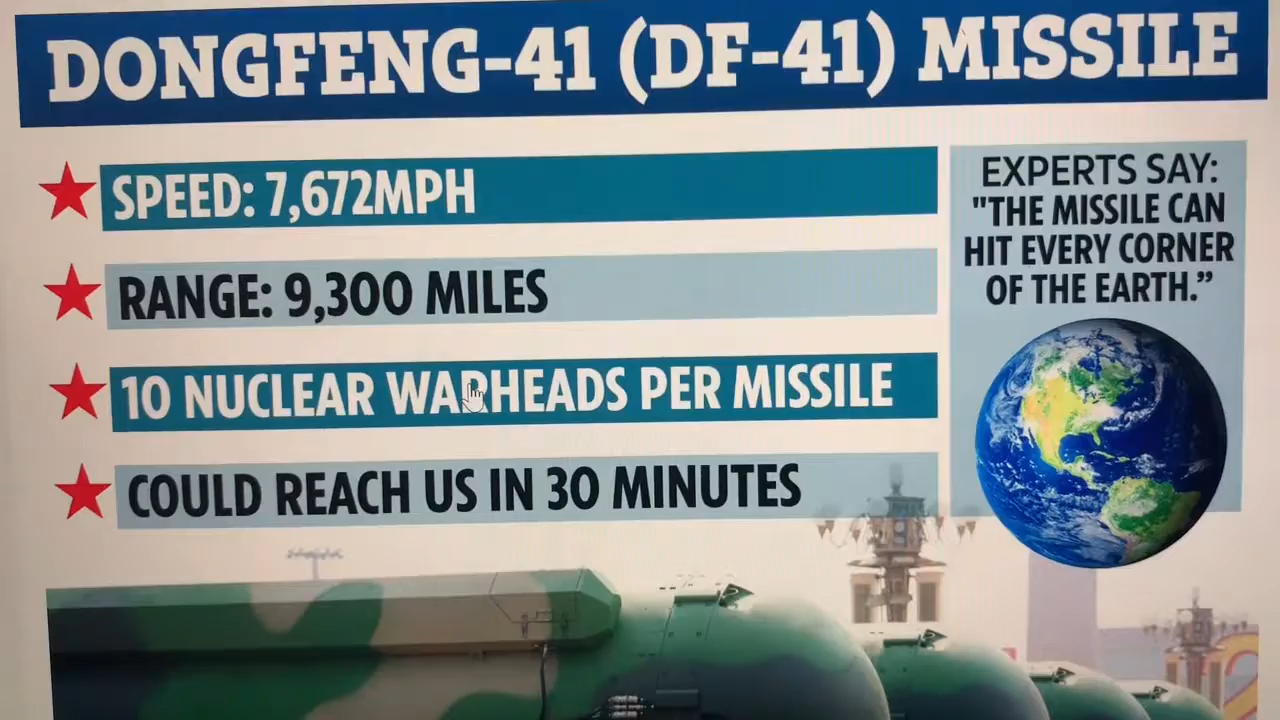 DONGFENG-41 (DF-41) MISSILE
SPEED: 7,672MPH
RANGE: 9,300 MILES
10 NUCLEAR WARHEADS PER MISSILE
COULD REACH US IN 30 MINUTES
EXPERTS SAY:
"THE MISSILE CAN
HIT EVERY CORNER
OF THE EARTH.”